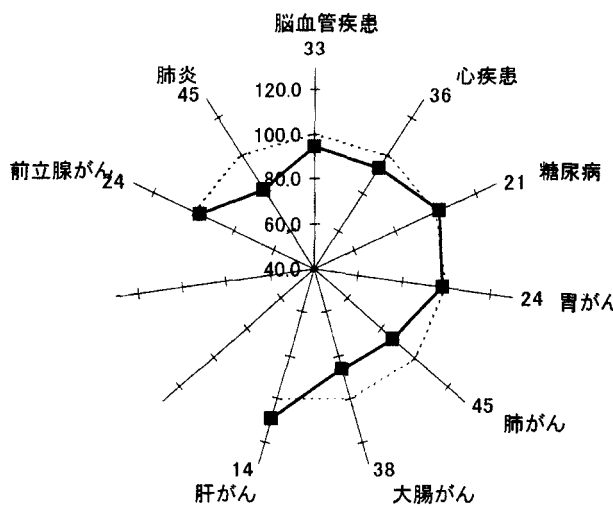 脳血管疾患
33
肺炎
45
心疾患
36
120.0
100.0
80.0
60.0
40.0
前立腺がん
24
糖尿病
21
24
胃がん
45
肺がん
14
肝がん
38
大腸がん